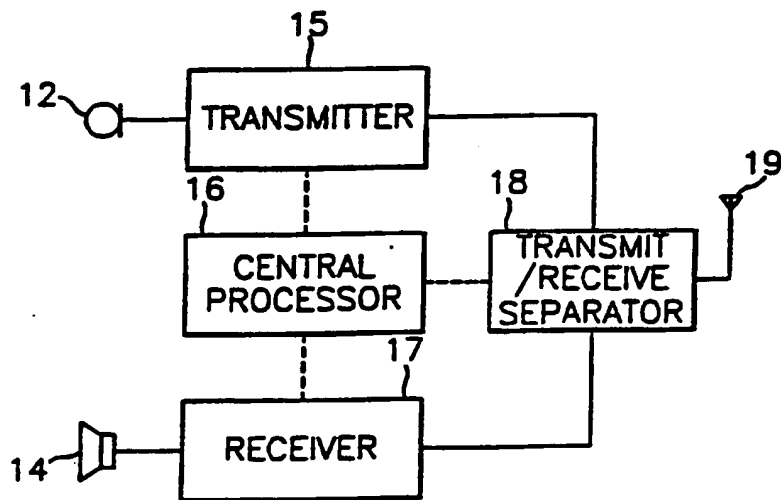 15
12
TRANSMITTER
19
16
18
CENTRAL
PROCESSOR
TRANSMIT
/RECEIVE
SEPARATOR
17
14
RECEIVER